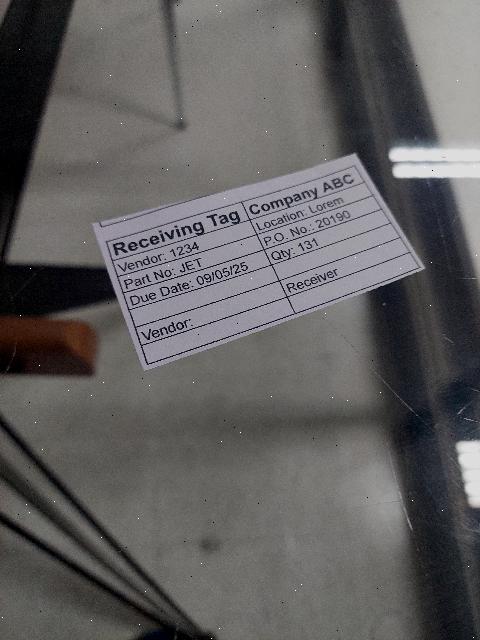 Receiving Tag Company ABC
Vendor: 1234 Location: Lorem
Part No: JET P.O. No.: 20190
Due Date: 09/05/25 Qty: 131
Vendor: Receiver